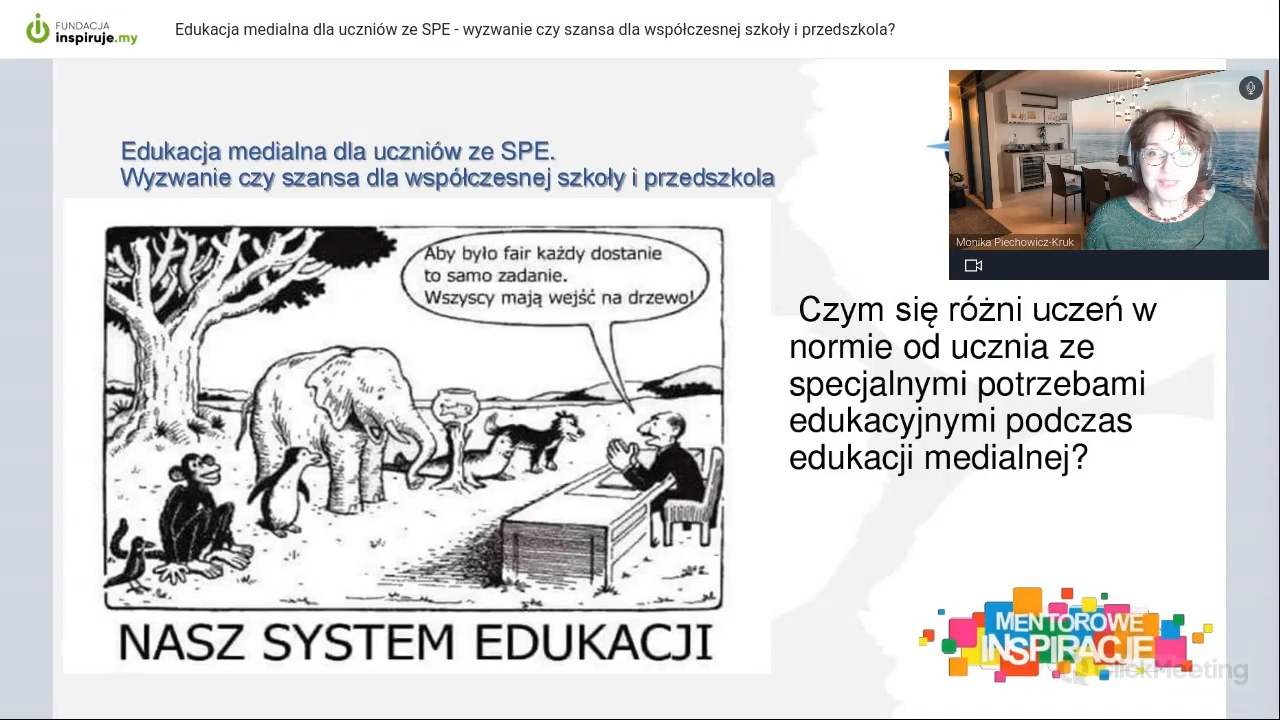 FUNDACJA
inspiruje.my
Edukacja medialna dla uczniów ze SPE - wyzwanie czy szansa dla współczesnej szkoły i przedszkola?
Edukacja medialna dla uczniów ze SPE.
Wyzwanie czy szansa dla współczesnej szkoły i przedszkola
Aby było fair każdy dostanie
to samo zadanie.
Wszyscy mają wejść na drzewo!
NASZ SYSTEM EDUKACJI
Monika Piechowicz-Kruk
Czym się różni uczeń w
normie od ucznia ze
specjalnymi potrzebami
edukacyjnymi podczas
edukacji medialnej?
MENTOROWE
INSPIRACJE
ClickMeeting